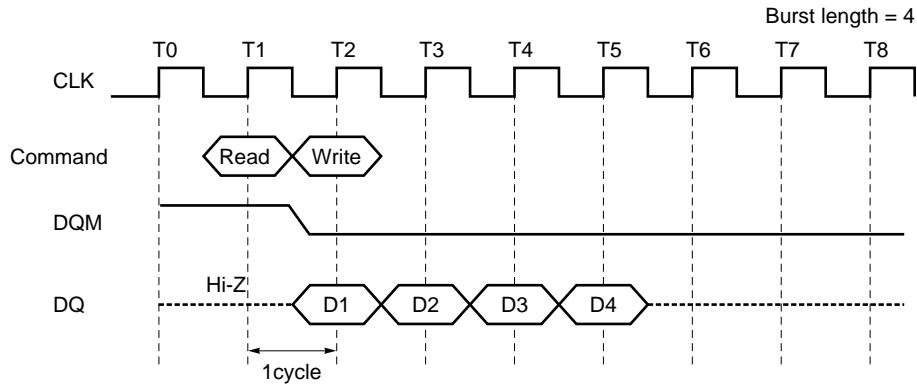 Burst length = 4
T0 T1 T2 T3 T4 T5 T6 T7 T8
CLK
Command Read Write
DQM
Hi-Z
DQ D1 D2 D3 D4
1cycle